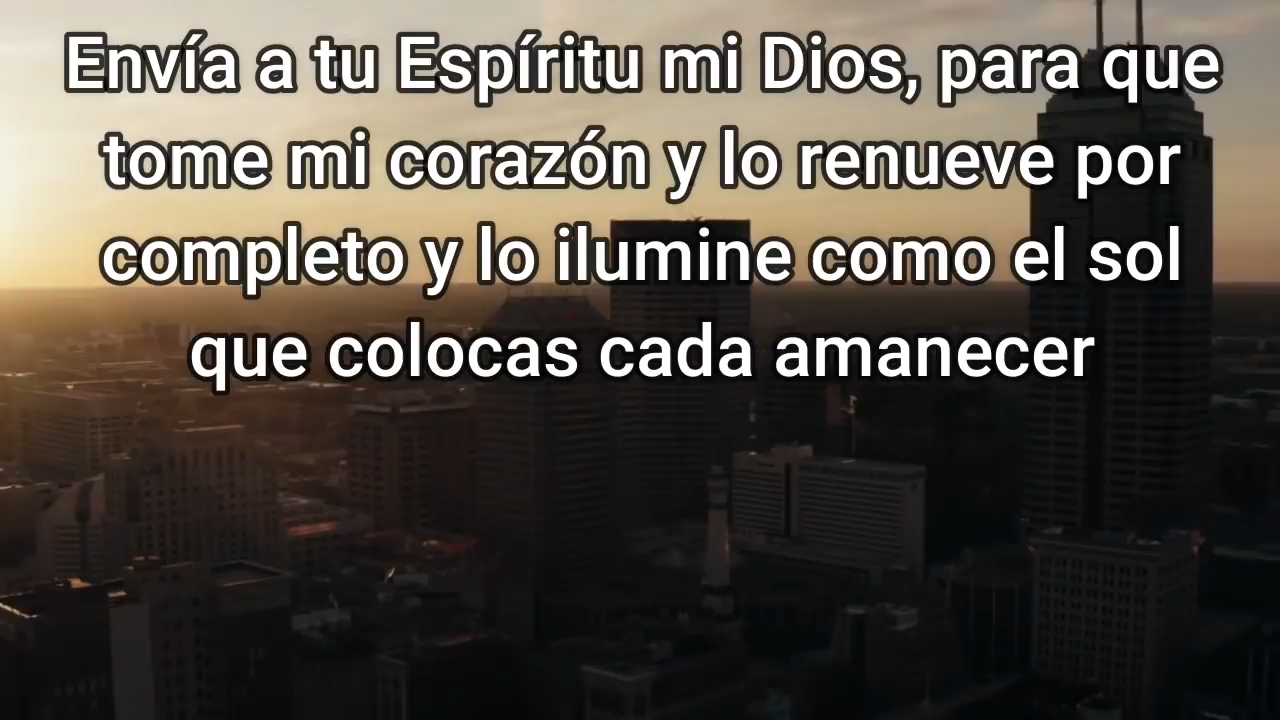 Envía a tu Espíritu mi Dios, para que
tome mi corazón y lo renueve por
completo y lo ilumine como el sol
que colocas cada amanecer